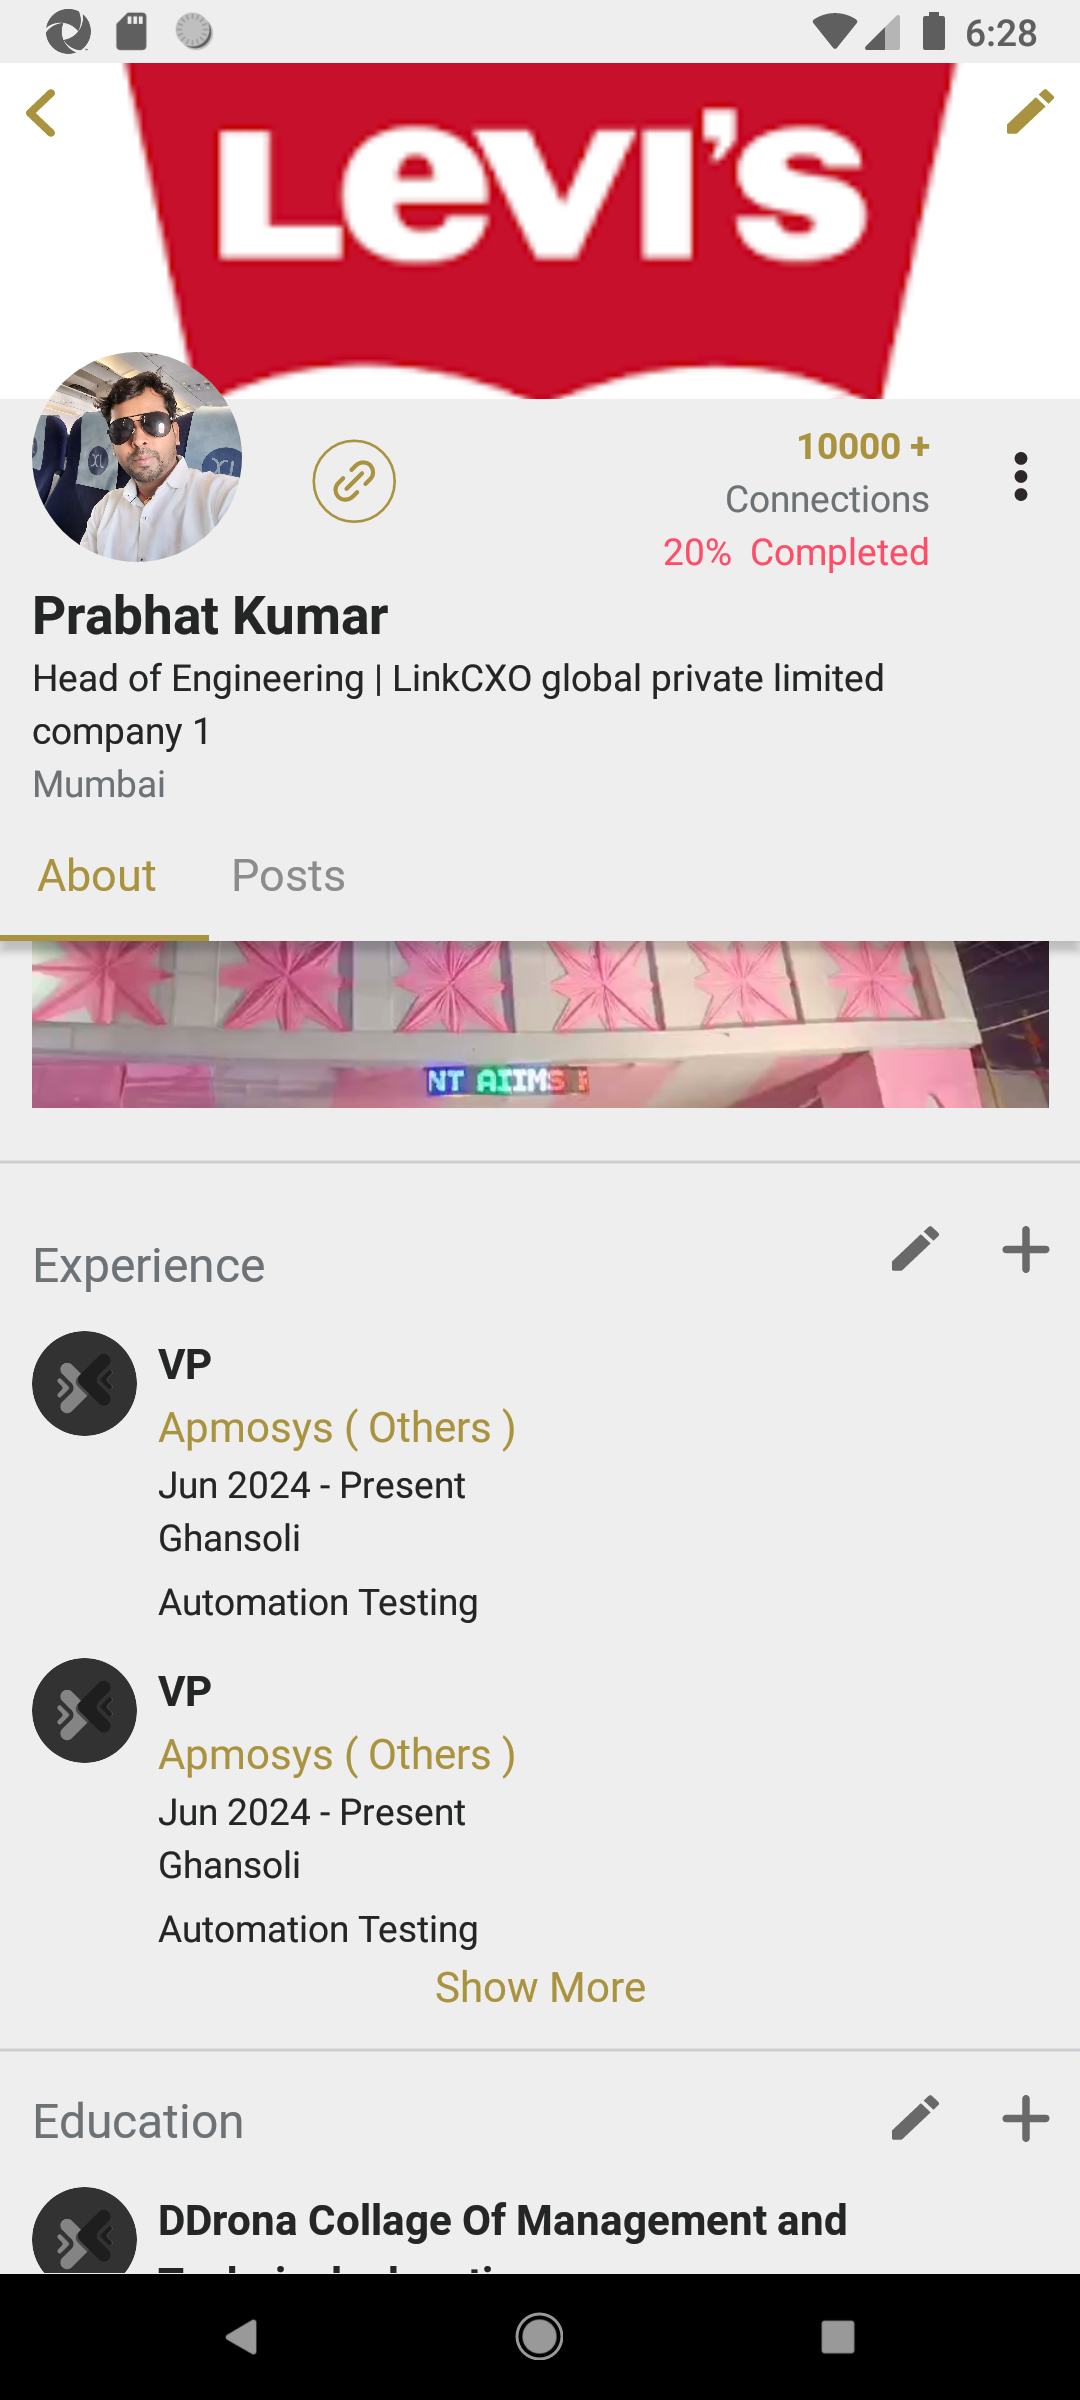 6:28
LEVI'S
10000 +
Connections
20% Completed
Prabhat Kumar
Head of Engineering | LinkCXO global private limited
company 1
Mumbai
About
Posts
NT AIIMS
Experience
VP
Apmosys ( Others )
Jun 2024 - Present
Ghansoli
Automation Testing
VP
Apmosys ( Others )
Jun 2024 - Present
Ghansoli
Automation Testing
Show More
Education
DDrona Collage Of Management and